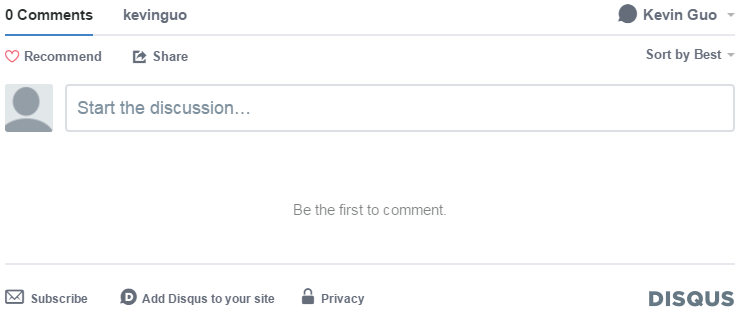 0 Comments kevinguo Kevin Guo
Recommend Share Sort by Best
Start the discussion...
Be the first to comment.
Subscribe Add Disqus to your site Privacy DISQUS